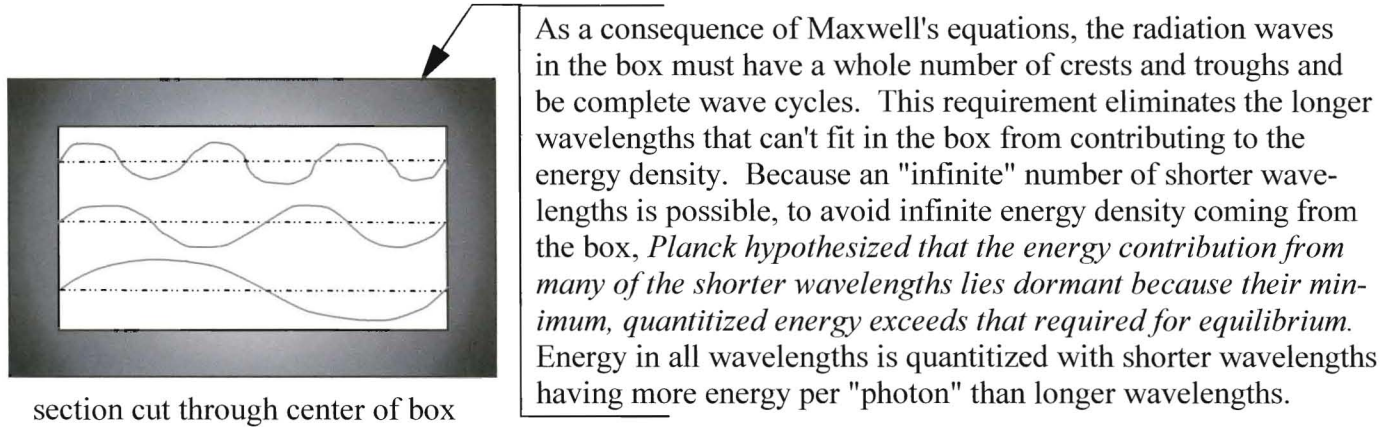 As a consequence of Maxwell's equations, the radiation waves
in the box must have a whole number of crests and troughs and
be complete wave cycles. This requirement eliminates the longer
wavelengths that can't fit in the box from contributing to the
energy density. Because an "infinite" number of shorter wave-
lengths is possible, to avoid infinite energy density coming from
the box, Planck hypothesized that the energy contribution from
many of the shorter wavelengths lies dormant because their min-
imum, quantitized energy exceeds that required for equilibrium.
Energy in all wavelengths is quantitized with shorter wavelengths
having more energy per "photon" than longer wavelengths.
section cut through center of box